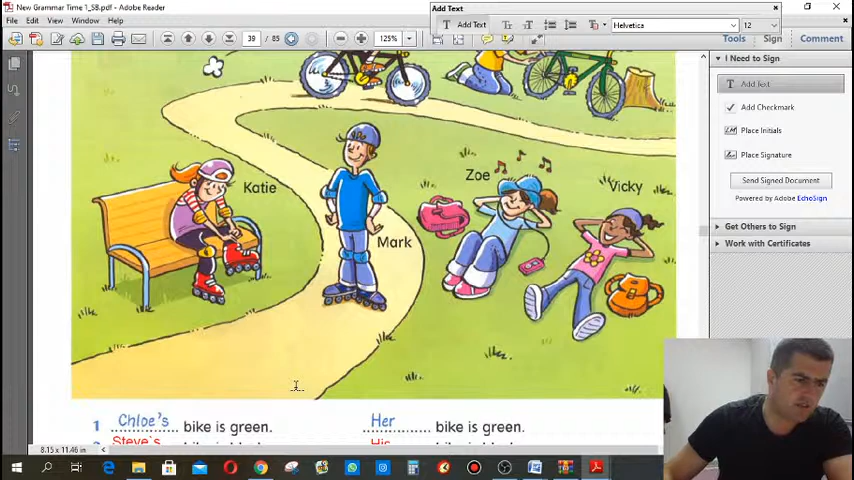 New Grammar Time 1_SB.pdf - Adobe Reader
File Edit View Window Help
39 / 85 125%
Add Text
Add Text Helvetica 12
Tools Sign Comment
I Need to Sign
Add Text
Add Checkmark
Place Initials
Place Signature
Send Signed Document
Powered by Adobe EchoSign
Get Others to Sign
Work with Certificates
Katie
Mark
Zoe
Vicky
1 Chloe's bike is green. Her bike is green.
Steve's His
8.15 x 11.46 in